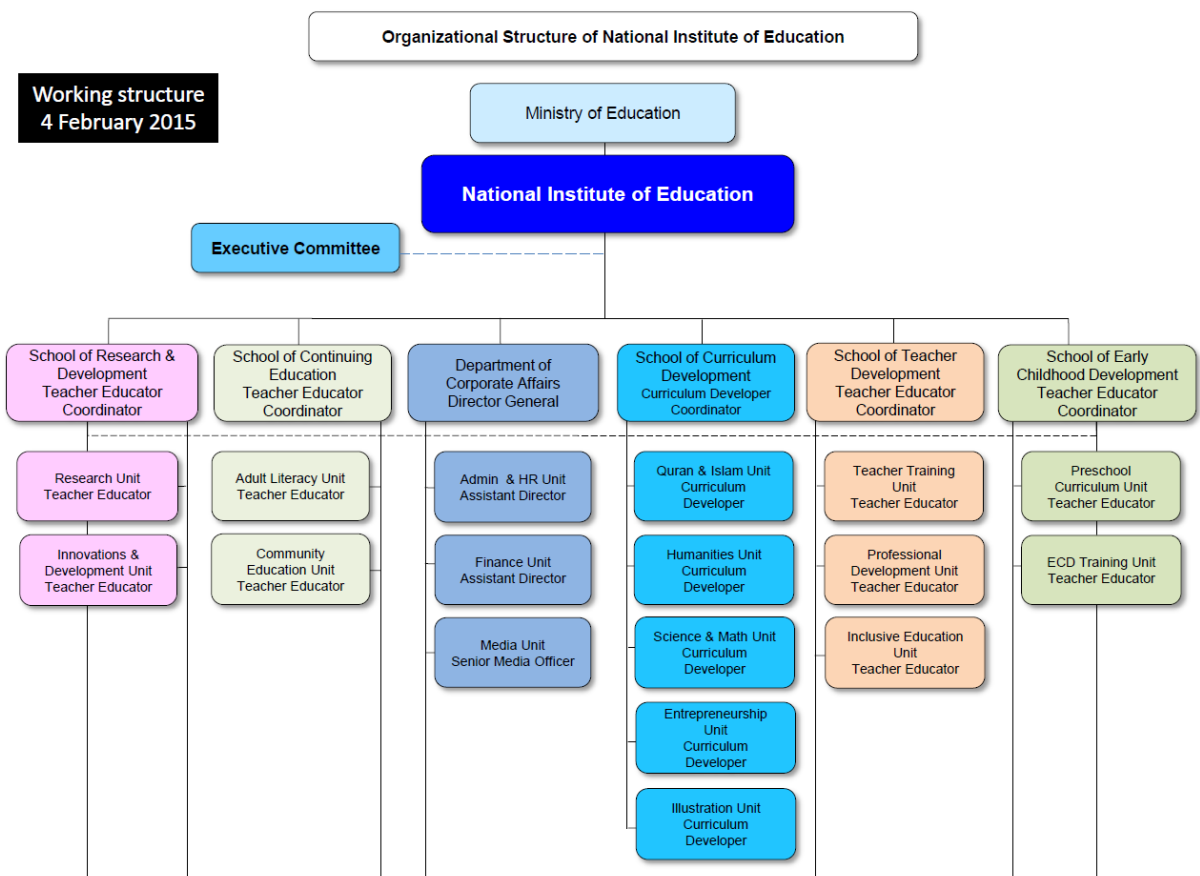 Organizational Structure of National Institute of Education
Working structure
4 February 2015
Ministry of Education
National Institute of Education
Executive Committee
School of Research &
Development
Teacher Educator
Coordinator
School of Continuing
Education
Teacher Educator
Coordinator
Department of
Corporate Affairs
Director General
School of Curriculum
Development
Curriculum Developer
Coordinator
School of Teacher
Development
Teacher Educator
Coordinator
School of Early
Childhood Development
Teacher Educator
Coordinator
Research Unit
Teacher Educator
Adult Literacy Unit
Teacher Educator
Admin & HR Unit
Assistant Director
Quran & Islam Unit
Curriculum
Developer
Teacher Training
Unit
Teacher Educator
Preschool
Curriculum Unit
Teacher Educator
Innovations &
Development Unit
Teacher Educator
Community
Education Unit
Teacher Educator
Finance Unit
Assistant Director
Humanities Unit
Curriculum
Developer
Professional
Development Unit
Teacher Educator
ECD Training Unit
Teacher Educator
Media Unit
Senior Media Officer
Science & Math Unit
Curriculum
Developer
Inclusive Education
Unit
Teacher Educator
Entrepreneurship
Unit
Curriculum
Developer
Illustration Unit
Curriculum
Developer